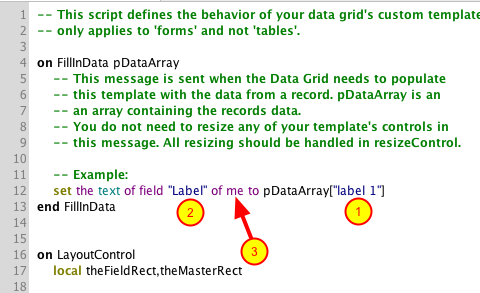 1 -- This script defines the behavior of your data grid's custom template
2 -- only applies to 'forms' and not 'tables'.
3
4 on FillInData pDataArray
5 -- This message is sent when the Data Grid needs to populate
6 -- this template with the data from a record. pDataArray is an
7 -- an array containing the records data.
8 -- You do not need to resize any of your template's controls in
9 -- this message. All resizing should be handled in resizeControl.
10
11 -- Example:
12 set the text of field "Label" of me to pDataArray["label 1"]
13 end FillInData
2 1
14
15
3
16 on LayoutControl
17 local theFieldRect,theMasterRect
18